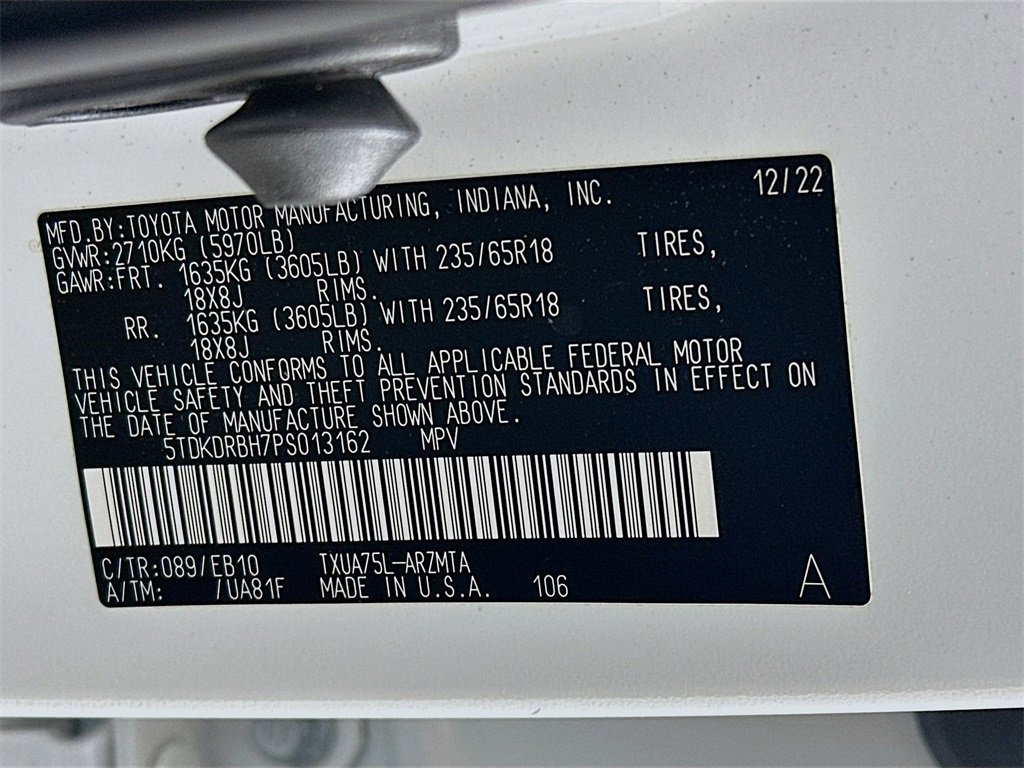 12/22
MFD.BY:TOYOTA MOTOR MANUFACTURING, INDIANA, INC.
GVWR:2710KG (5970LB)
GAWR:FRT. 1635KG (3605LB) WITH 235/65R18 TIRES,
18X8J RIMS.
RR. 1635KG (3605LB) WITH 235/65R18 TIRES,
18X8J RIMS.
THIS VEHICLE CONFORMS TO ALL APPLICABLE FEDERAL MOTOR
VEHICLE SAFETY AND THEFT PREVENTION STANDARDS IN EFFECT ON
THE DATE OF MANUFACTURE SHOWN ABOVE.
5TDKDRBH7PS013162 MPV
C/TR:089/EB10 TXUA75L-ARZMTA
A/TM: /UA81F MADE IN U.S.A. 106 A